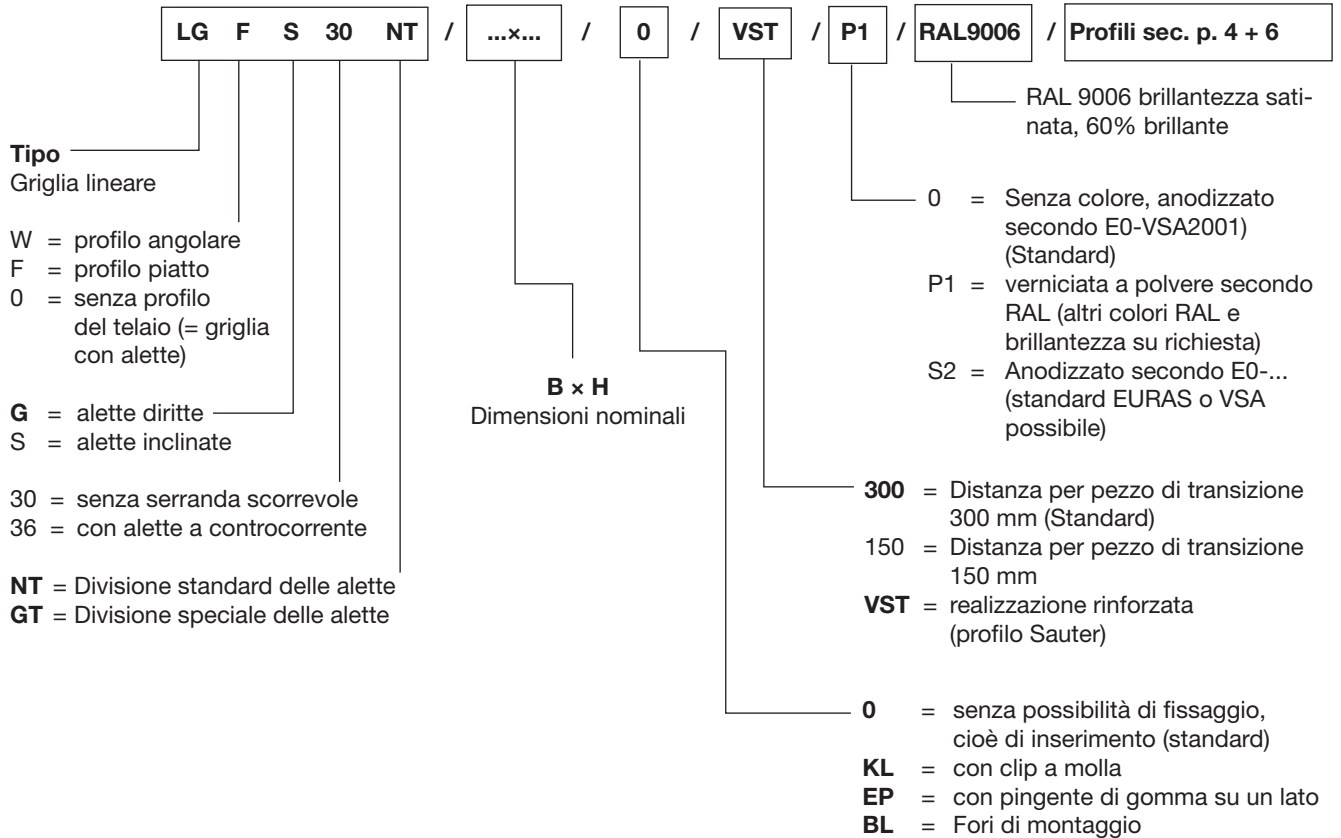 LG F S 30 NT / ...×... / 0 / VST / P1 / RAL9006 / Profili sec. p. 4 + 6
RAL 9006 brillantezza sati-
nata, 60% brillante
Tipo
Griglia lineare
W = profilo angolare
F = profilo piatto
0 = senza profilo
del telaio (= griglia
con alette)
G = alette diritte
S = alette inclinate
30 = senza serranda scorrevole
36 = con alette a controcorrente
NT = Divisione standard delle alette
GT = Divisione speciale delle alette
B × H
Dimensioni nominali
0 = Senza colore, anodizzato
secondo E0-VSA2001)
(Standard)
P1 = verniciata a polvere secondo
RAL (altri colori RAL e
brillantezza su richiesta)
S2 = Anodizzato secondo E0-...
(standard EURAS o VSA
possibile)
300 = Distanza per pezzo di transizione
300 mm (Standard)
150 = Distanza per pezzo di transizione
150 mm
VST = realizzazione rinforzata
(profilo Sauter)
0 = senza possibilità di fissaggio,
cioè di inserimento (standard)
KL = con clip a molla
EP = con pingente di gomma su un lato
BL = Fori di montaggio